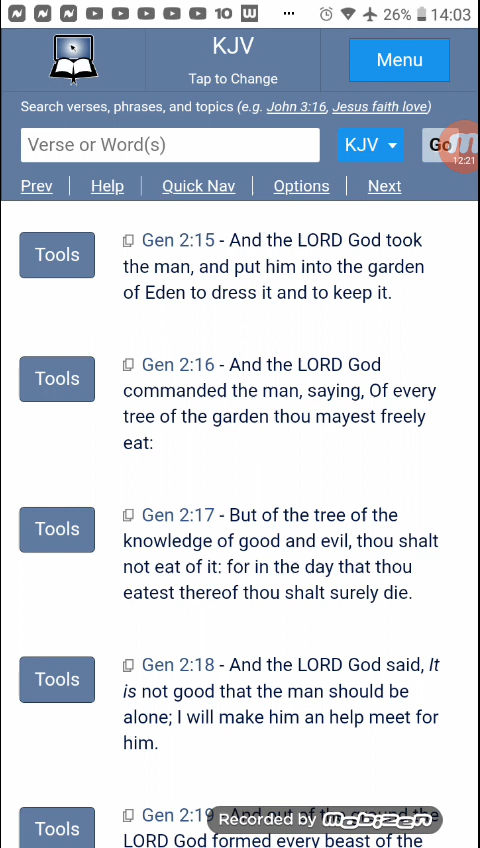 10 W ... 26% 14:03
KJV
Tap to Change
Menu
Search verses, phrases, and topics (e.g. John 3:16, Jesus faith love)
Verse or Word(s) KJV Go
12:21
Prev Help Quick Nav Options Next
Tools Gen 2:15 - And the LORD God took
the man, and put him into the garden
of Eden to dress it and to keep it.
Tools Gen 2:16 - And the LORD God
commanded the man, saying, Of every
tree of the garden thou mayest freely
eat:
Tools Gen 2:17 - But of the tree of the
knowledge of good and evil, thou shalt
not eat of it: for in the day that thou
eatest thereof thou shalt surely die.
Tools Gen 2:18 - And the LORD God said, It
is not good that the man should be
alone; I will make him an help meet for
him.
Tools Gen 2:19 - And out of the ground the
LORD God formed every beast of the
Recorded by mobizen